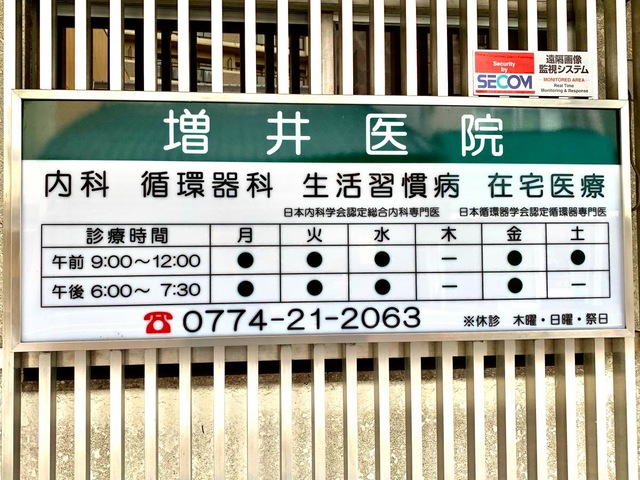 Security
by
SECOM
遠隔画像
監視システム
MONITORED AREA
Real Time
Monitoring & Response
増井医院
内科 循環器科 生活習慣病 在宅医療
日本内科学会認定総合内科専門医 日本循環器学会認定循環器専門医
診療時間 月 火 水 木 金 土
午前 9:00～12:00 ● ● ● － ● ●
午後 6:00～ 7:30 ● ● ● － ● －
☎ 0774-21-2063 ※休診 木曜・日曜・祭日